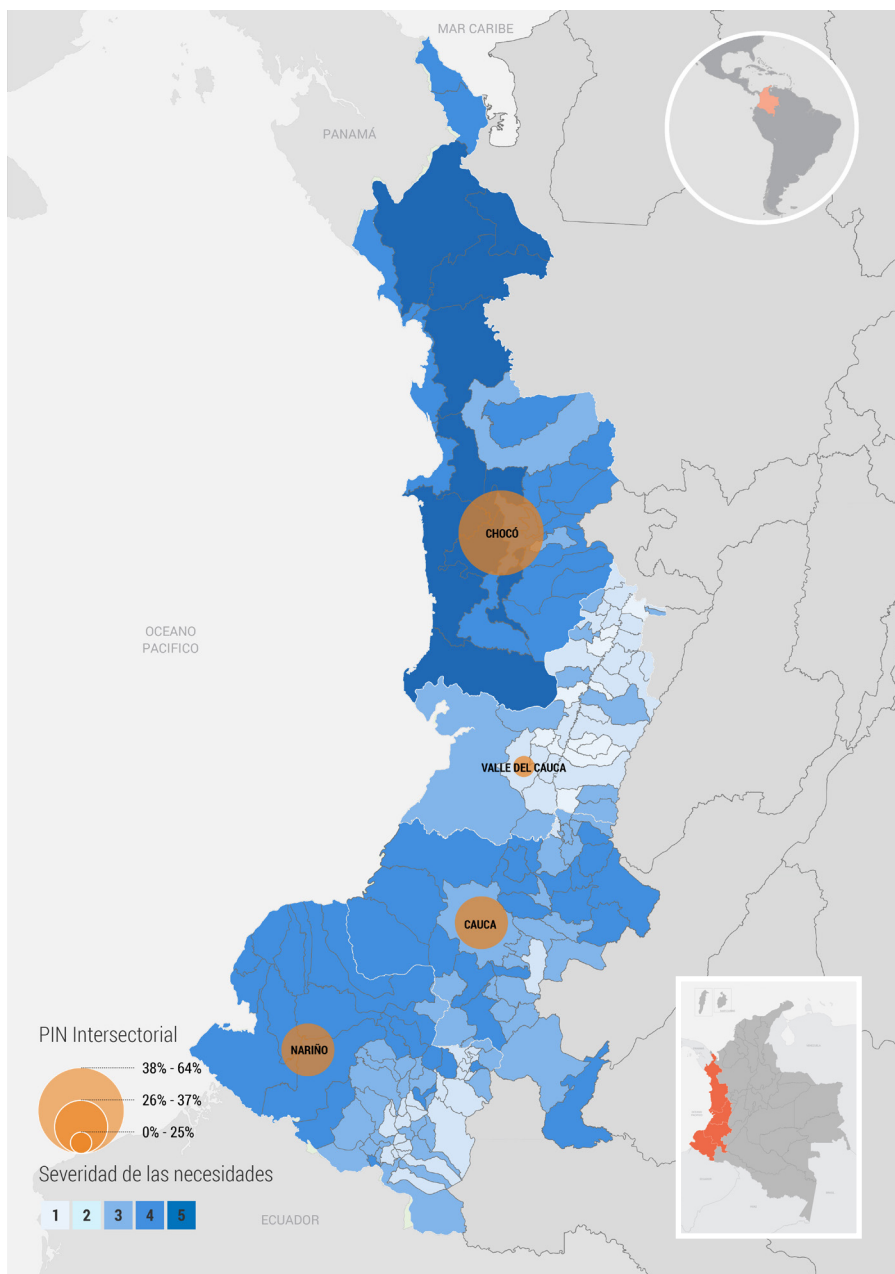 MAR CARIBE
PANAMÁ
CHOCÓ
OCEANO
PACIFICO
VALLE DEL CAUCA
CAUCA
NARIÑO
PIN Intersectorial
38% - 64%
26% - 37%
0% - 25%
Severidad de las necesidades
1 2 3 4 5
ECUADOR